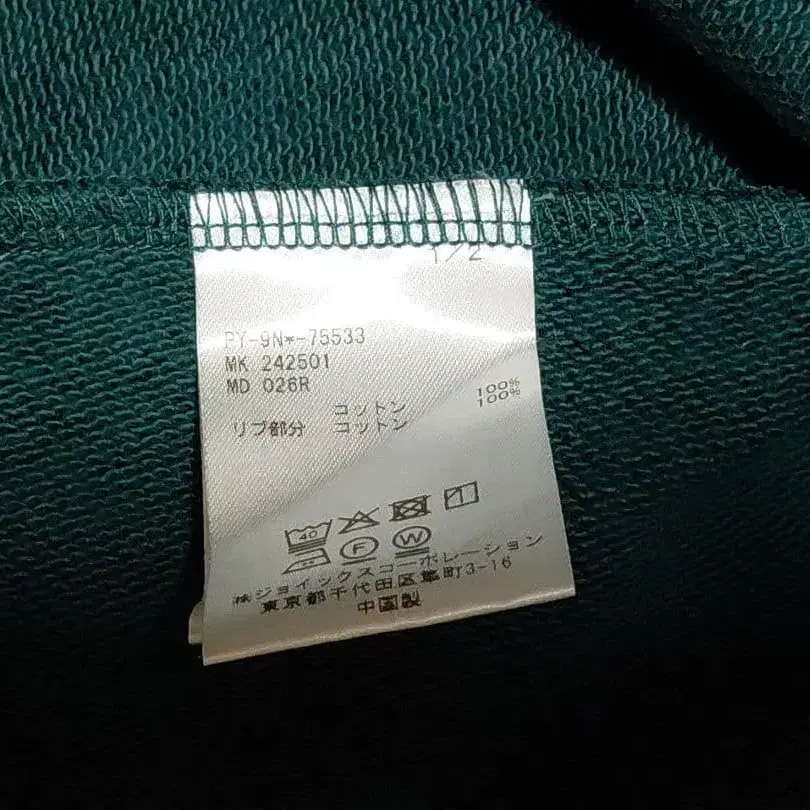 1/2
PY-9N*-75533
MK 242501
MD 026R
コットン 100%
リブ部分 コットン 100%
40
F W
㈱ジョイックスコーポレーション
東京都千代田区隼町3-16
中国製